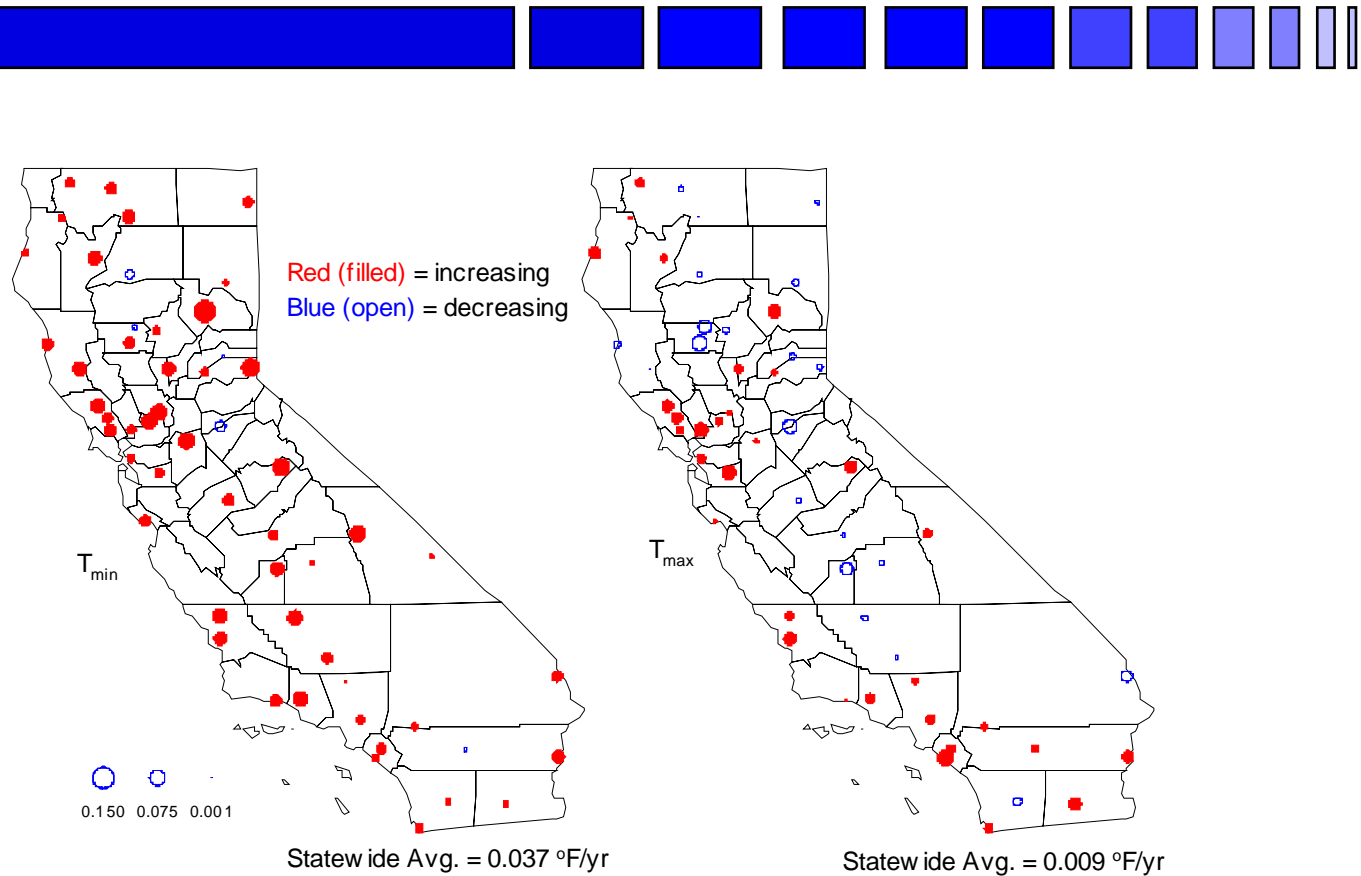 Red (filled) = increasing
Blue (open) = decreasing
Tmin
Tmax
0.150 0.075 0.001
Statewide Avg. = 0.037 ºF/yr
Statewide Avg. = 0.009 ºF/yr